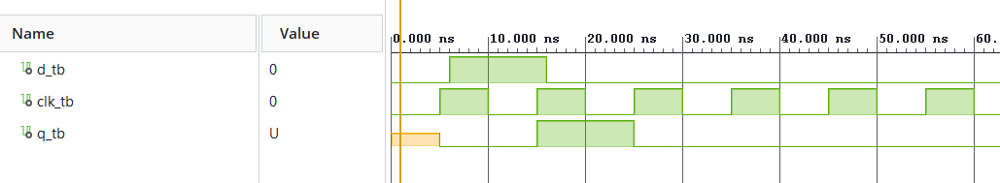 Name Value
0.000 ns 10.000 ns 20.000 ns 30.000 ns 40.000 ns 50.000 ns 60.
d_tb 0
clk_tb 0
q_tb U